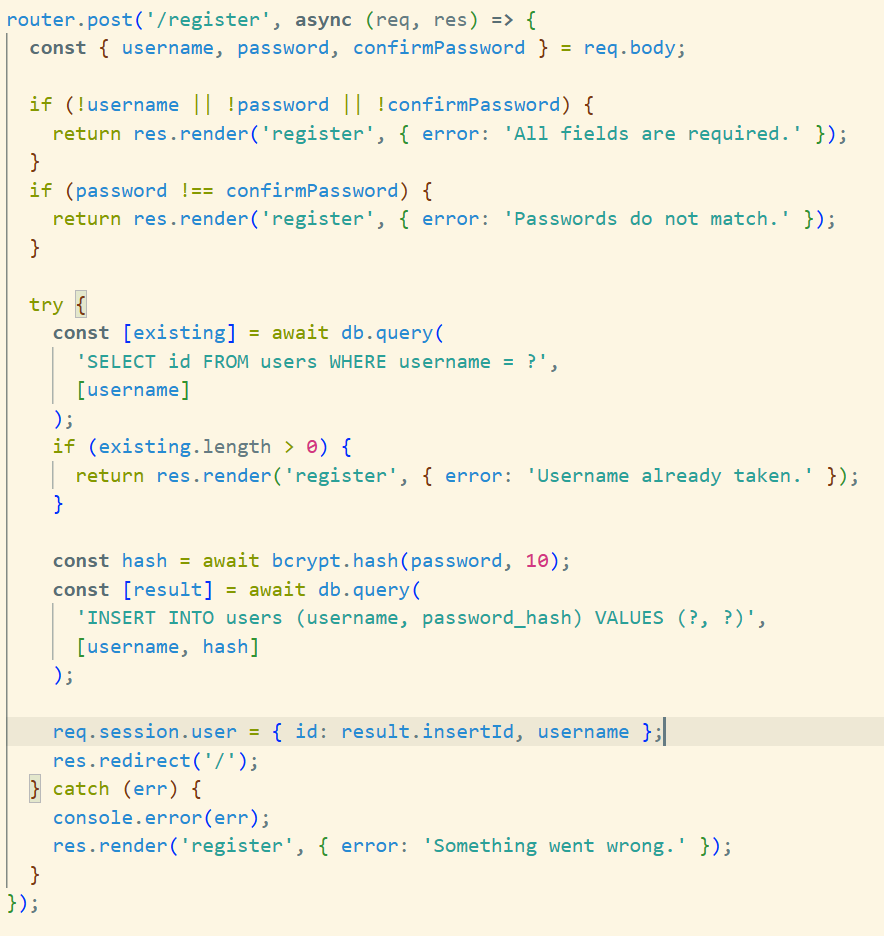 router.post('/register', async (req, res) => {
  const { username, password, confirmPassword } = req.body;

  if (!username || !password || !confirmPassword) {
    return res.render('register', { error: 'All fields are required.' });
  }
  if (password !== confirmPassword) {
    return res.render('register', { error: 'Passwords do not match.' });
  }

  try {
    const [existing] = await db.query(
      'SELECT id FROM users WHERE username = ?',
      [username]
    );
    if (existing.length > 0) {
      return res.render('register', { error: 'Username already taken.' });
    }

    const hash = await bcrypt.hash(password, 10);
    const [result] = await db.query(
      'INSERT INTO users (username, password_hash) VALUES (?, ?)',
      [username, hash]
    );

    req.session.user = { id: result.insertId, username };
    res.redirect('/');
  } catch (err) {
    console.error(err);
    res.render('register', { error: 'Something went wrong.' });
  }
});